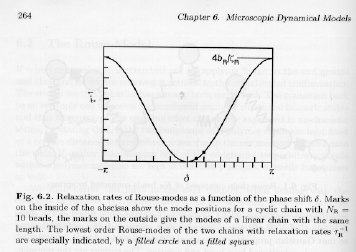 264
Chapter 6. Microscopic Dynamical Models
4b_R/ζ_R
τ⁻¹
-π
δ
π
Fig. 6.2. Relaxation rates of Rouse-modes as a function of the phase shift δ. Marks
on the inside of the abscissa show the mode positions for a cyclic chain with N_R =
10 beads, the marks on the outside give the modes of a linear chain with the same
length. The lowest order Rouse-modes of the two chains with relaxation rates τ_R⁻¹
are especially indicated, by a filled circle and a filled square